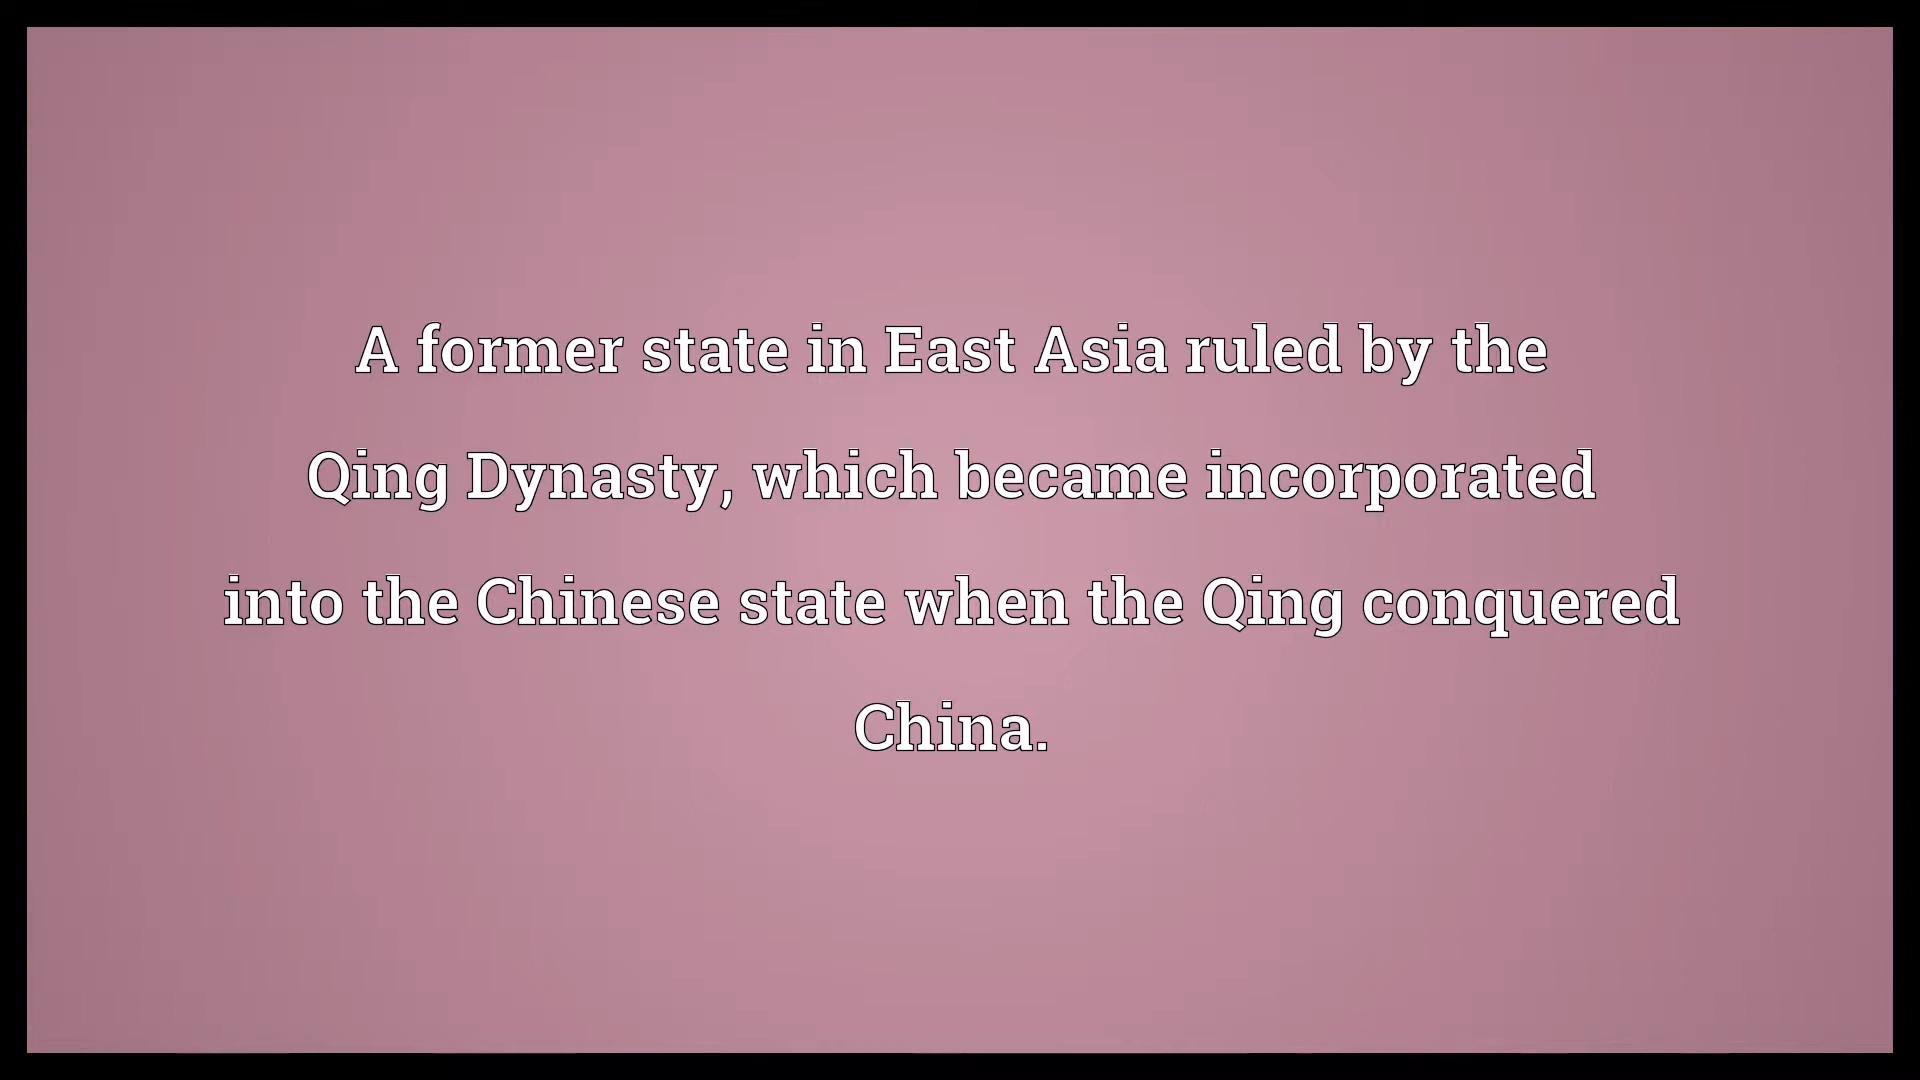 A former state in East Asia ruled by the
Qing Dynasty, which became incorporated
into the Chinese state when the Qing conquered
China.